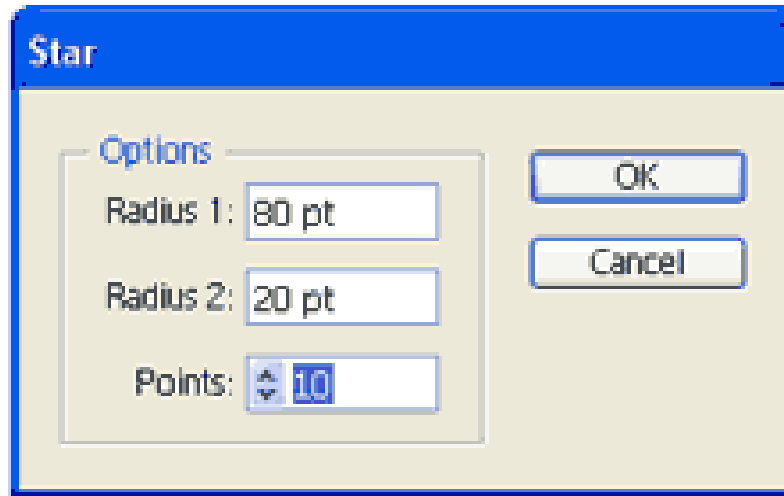 Star
Options
Radius 1: 80 pt
Radius 2: 20 pt
Points: 10
OK
Cancel